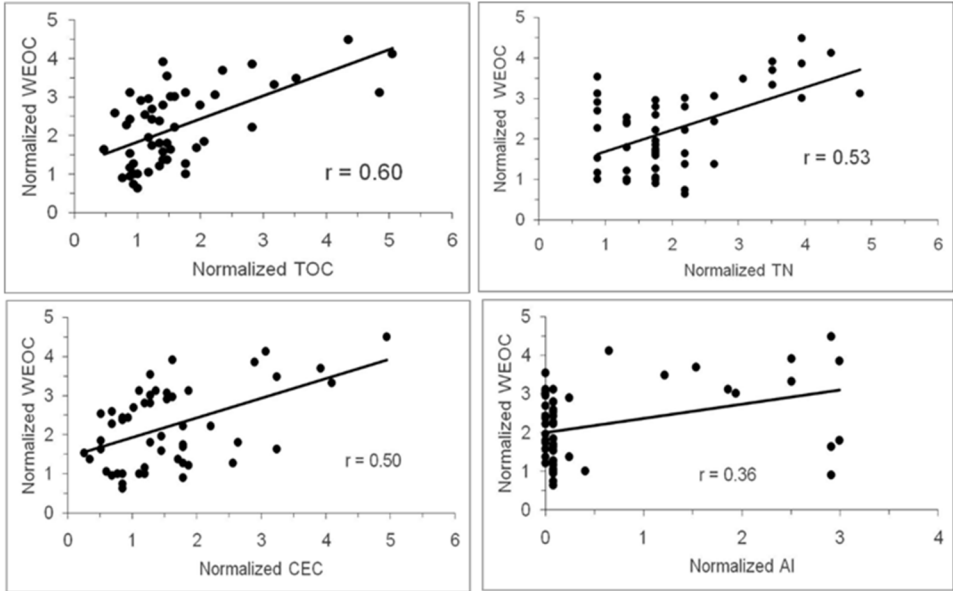 5
4
3
2
1
0
Normalized WEOC
r = 0.60
0 1 2 3 4 5 6
Normalized TOC
5
4
3
2
1
0
Normalized WEOC
r = 0.53
0 1 2 3 4 5 6
Normalized TN
5
4
3
2
1
0
Normalized WEOC
r = 0.50
0 1 2 3 4 5 6
Normalized CEC
5
4
3
2
1
0
Normalized WEOC
r = 0.36
0 1 2 3 4
Normalized AI